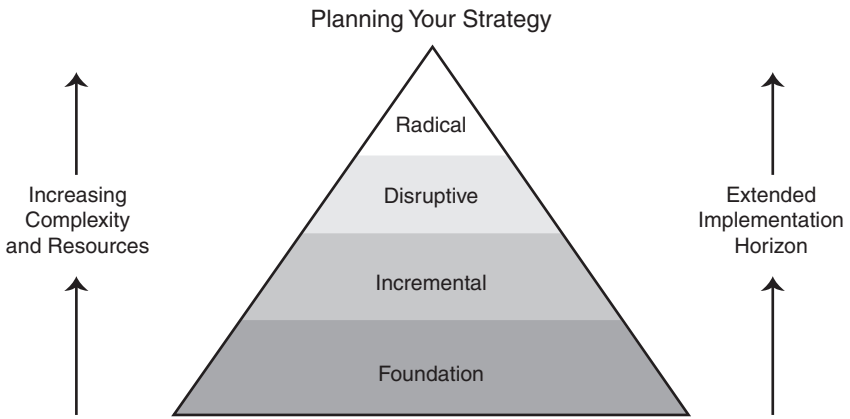 Planning Your Strategy
Radical
Disruptive
Incremental
Foundation
Increasing
Complexity
and Resources
Extended
Implementation
Horizon